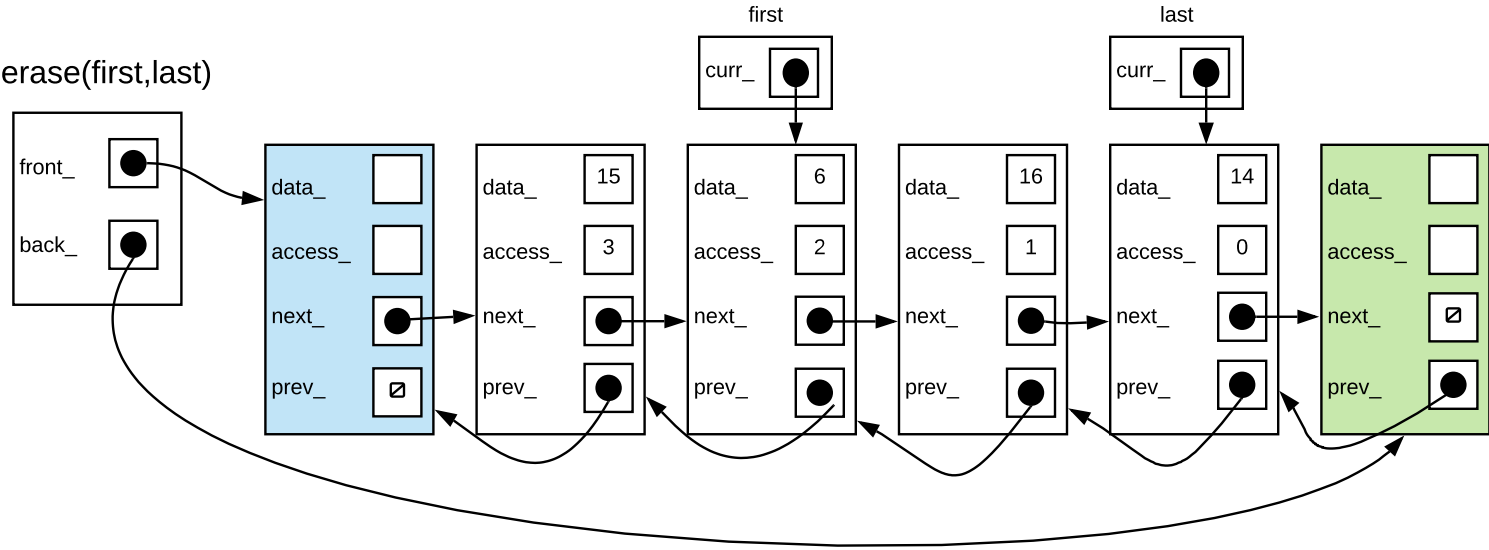 first
last
curr_
curr_
erase(first,last)
front_
back_
data_
access_
next_
prev_
data_ 15
access_ 3
next_
prev_
data_ 6
access_ 2
next_
prev_
data_ 16
access_ 1
next_
prev_
data_ 14
access_ 0
next_
prev_
data_
access_
next_
prev_